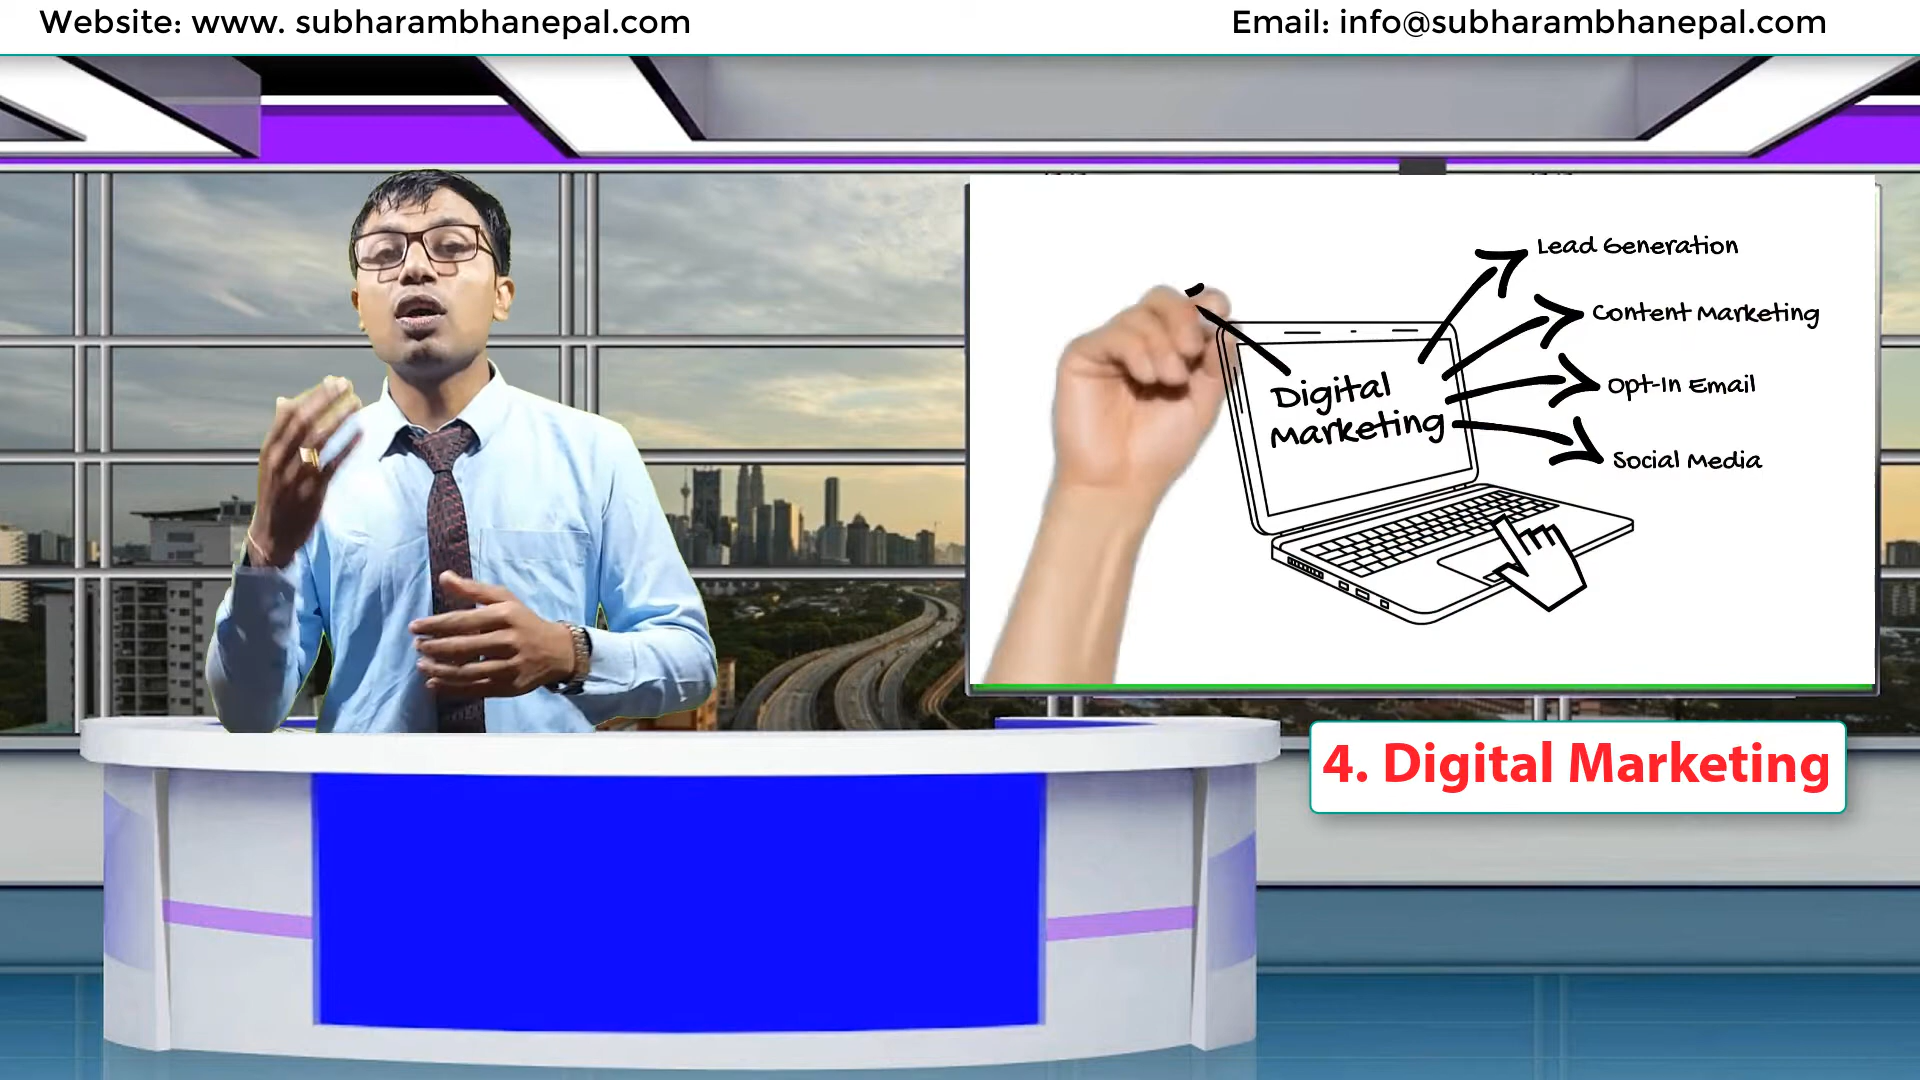 Website: www. subharambhanepal.com
Email: info@subharambhanepal.com
Lead Generation
Content Marketing
Opt-In Email
Social Media
Digital
Marketing
4. Digital Marketing